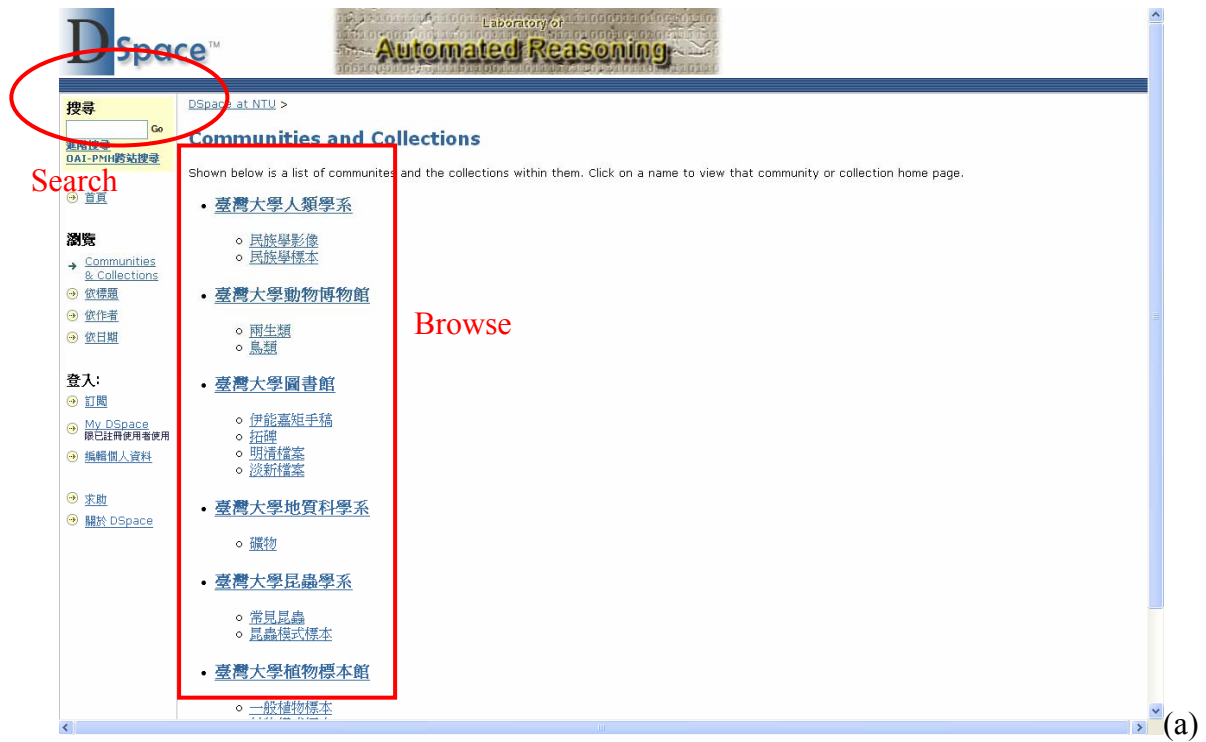 DSpace™
Laboratory of
Automated Reasoning
搜尋
Go
進階搜尋
OAI-PMH跨站搜尋
Search
首頁
瀏覽
Communities
& Collections
依標題
依作者
依日期
登入:
訂閱
My DSpace
限已註冊使用者使用
編輯個人資料
求助
關於 DSpace
DSpace at NTU >
Communities and Collections
Shown below is a list of communites and the collections within them. Click on a name to view that community or collection home page.
臺灣大學人類學系
民族學影像
民族學標本
臺灣大學動物博物館
兩生類
鳥類
Browse
臺灣大學圖書館
伊能嘉矩手稿
拓碑
明清檔案
淡新檔案
臺灣大學地質科學系
礦物
臺灣大學昆蟲學系
常見昆蟲
昆蟲模式標本
臺灣大學植物標本館
一般植物標本
(a)